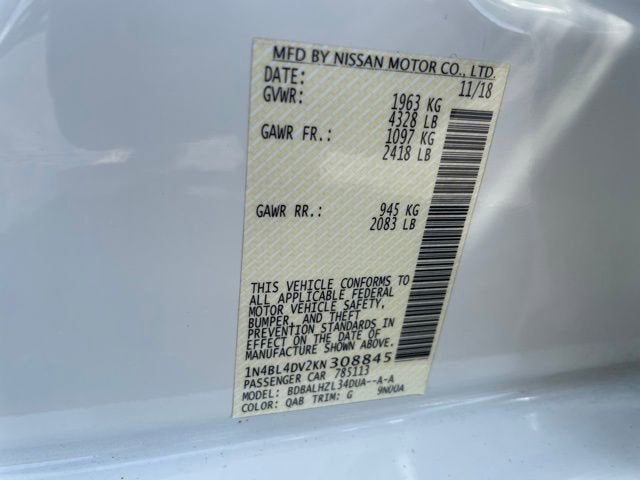 MFD BY NISSAN MOTOR CO., LTD.
DATE: 11/18
GVWR: 1963 KG
4328 LB
GAWR FR.: 1097 KG
2418 LB
GAWR RR.: 945 KG
2083 LB
THIS VEHICLE CONFORMS TO
ALL APPLICABLE FEDERAL
MOTOR VEHICLE SAFETY,
BUMPER, AND THEFT
PREVENTION STANDARDS IN
EFFECT ON THE DATE OF
MANUFACTURE SHOWN ABOVE.
1N4BL4DV2KN308845
PASSENGER CAR 785113
MODEL: BDBALHZL34DUA--A-A
COLOR: QAB TRIM: G 9N00A